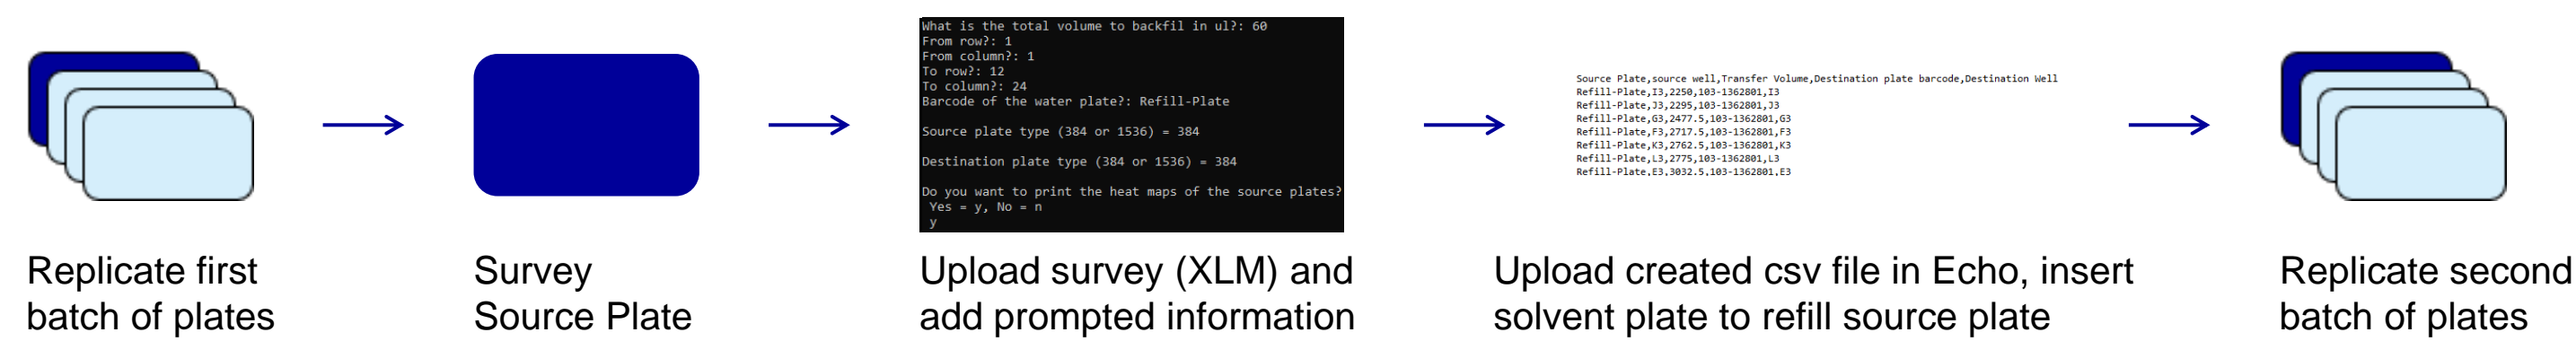 What is the total volume to backfil in ul?: 60
From row?: 1
From column?: 1
To row?: 12
To column?: 24
Barcode of the water plate?: Refill-Plate
Source plate type (384 or 1536) = 384
Destination plate type (384 or 1536) = 384
Do you want to print the heat maps of the source plates?
Yes = y, No = n
y
Source Plate,source well,Transfer Volume,Destination plate barcode,Destination Well
Refill-Plate,I3,2250,103-1362801,I3
Refill-Plate,J3,2295,103-1362801,J3
Refill-Plate,G3,2477.5,103-1362801,G3
Refill-Plate,F3,2717.5,103-1362801,F3
Refill-Plate,K3,2762.5,103-1362801,K3
Refill-Plate,L3,2775,103-1362801,L3
Refill-Plate,E3,3032.5,103-1362801,E3
Replicate first
batch of plates
Survey
Source Plate
Upload survey (XLM) and
add prompted information
Upload created csv file in Echo, insert
solvent plate to refill source plate
Replicate second
batch of plates